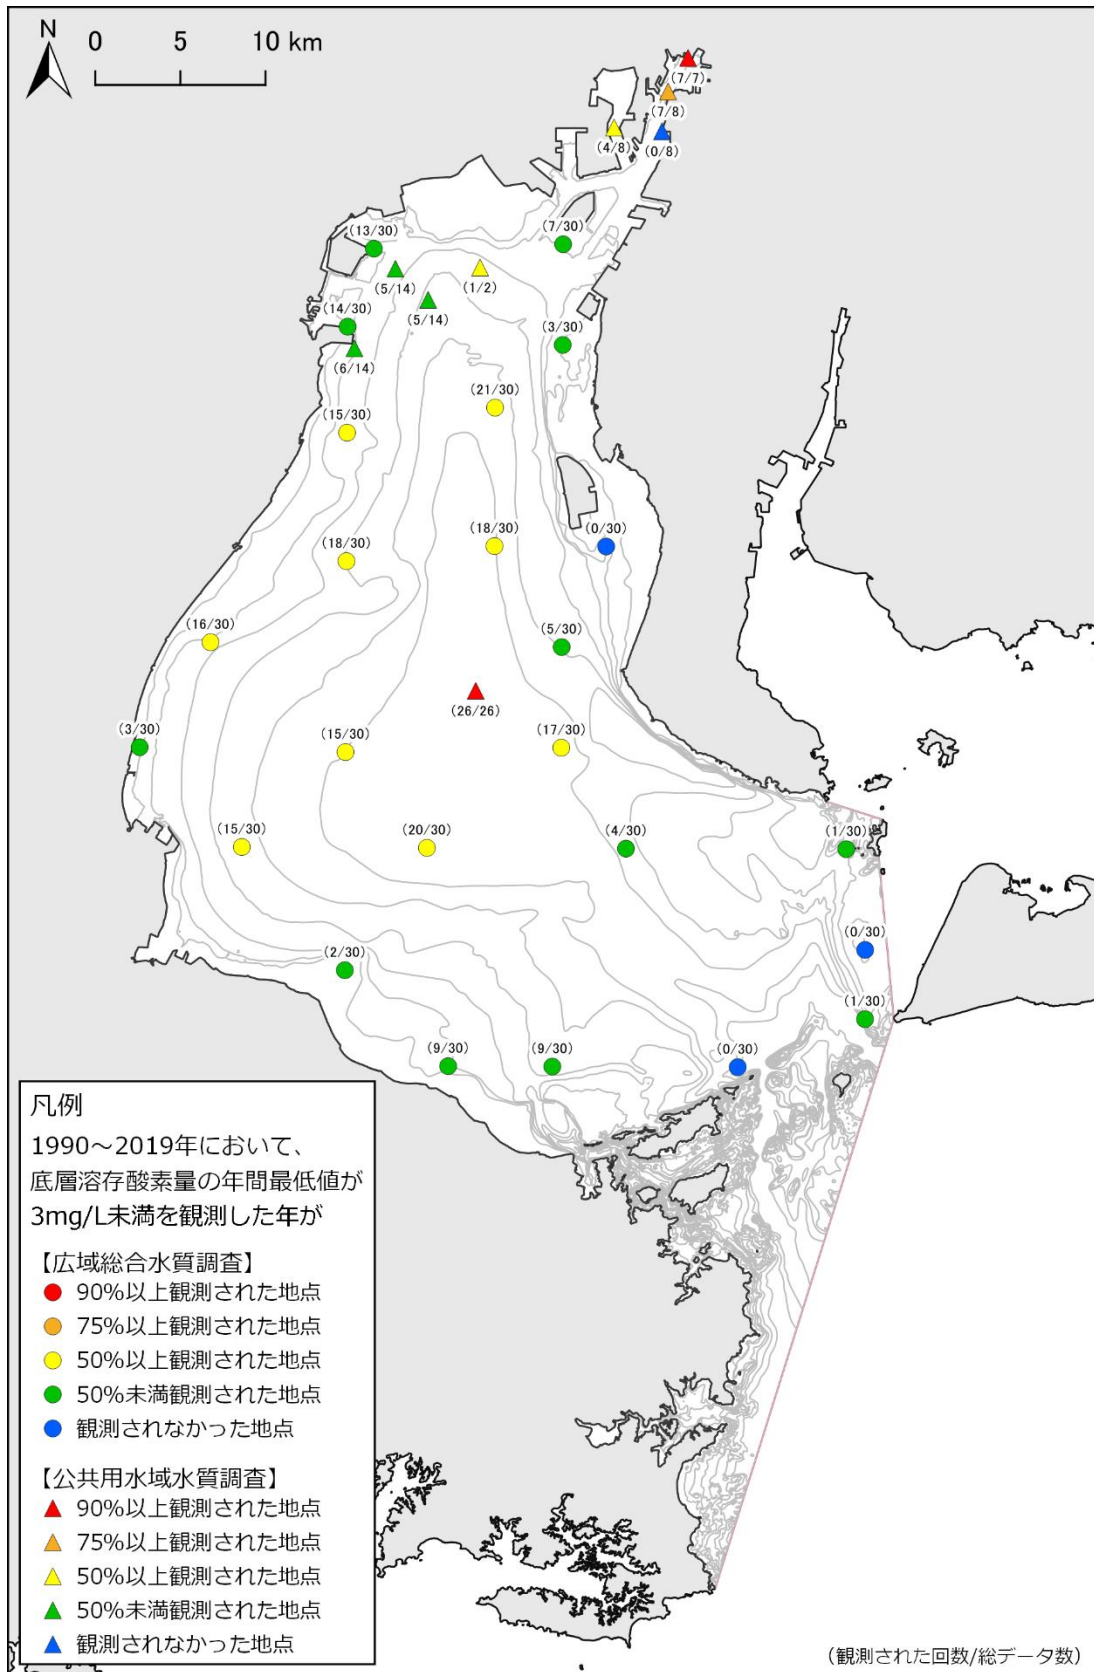 N
0 5 10 km
(7/7)
(7/8)
(4/8)
(0/8)
(13/30)
(7/30)
(5/14)
(1/2)
(5/14)
(14/30)
(3/30)
(6/14)
(21/30)
(15/30)
(18/30)
(0/30)
(18/30)
(16/30)
(5/30)
(26/26)
(3/30)
(15/30)
(17/30)
(15/30)
(20/30)
(4/30)
(1/30)
(0/30)
(2/30)
(1/30)
(9/30)
(9/30)
(0/30)
凡例
1990~2019年において、
底層溶存酸素量の年間最低値が
3mg/L未満を観測した年が
【広域総合水質調査】
90%以上観測された地点
75%以上観測された地点
50%以上観測された地点
50%未満観測された地点
観測されなかった地点
【公共用水域水質調査】
90%以上観測された地点
75%以上観測された地点
50%以上観測された地点
50%未満観測された地点
観測されなかった地点
(観測された回数/総データ数)